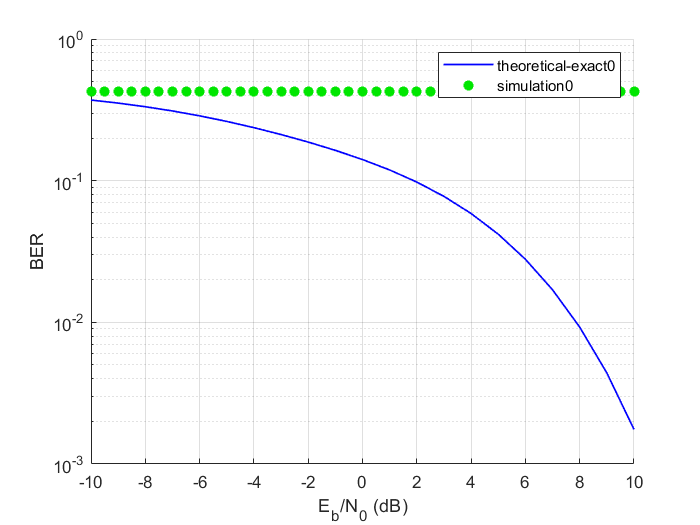 10^0
theoretical-exact0
simulation0
10^-1
BER
10^-2
10^-3
-10 -8 -6 -4 -2 0 2 4 6 8 10
E_b/N_0 (dB)